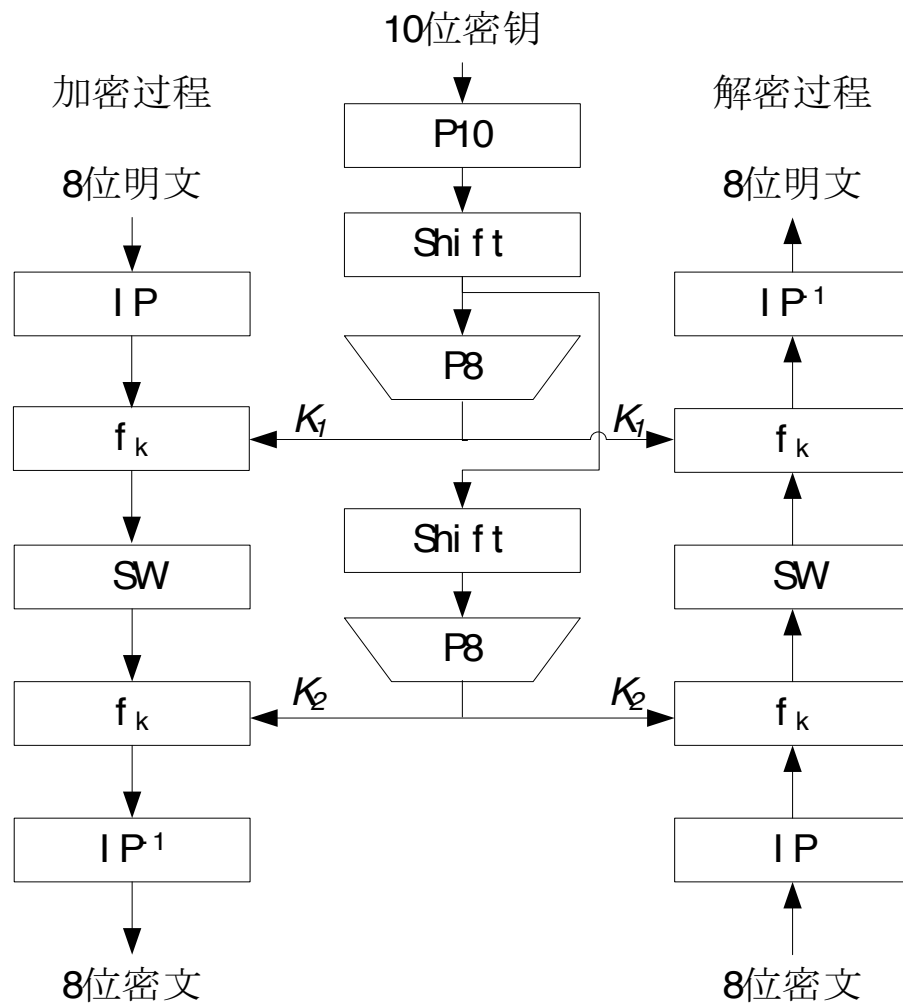 10位密钥
加密过程
解密过程
P10
8位明文
8位明文
Shift
IP
IP-1
P8
K1
K1
fk
fk
Shift
SW
SW
P8
K2
K2
fk
fk
IP-1
IP
8位密文
8位密文